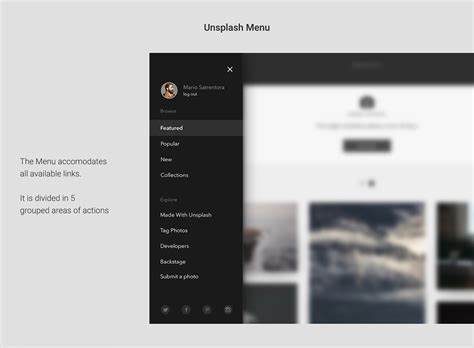 Unsplash Menu
Mario Satrentora
log out
Browse
Featured
Popular
New
Collections
The Menu accomodates
all available links.
It is divided in 5
grouped areas of actions
Explore
Made With Unsplash
Tag Photos
Developers
Backstage
Submit a photo